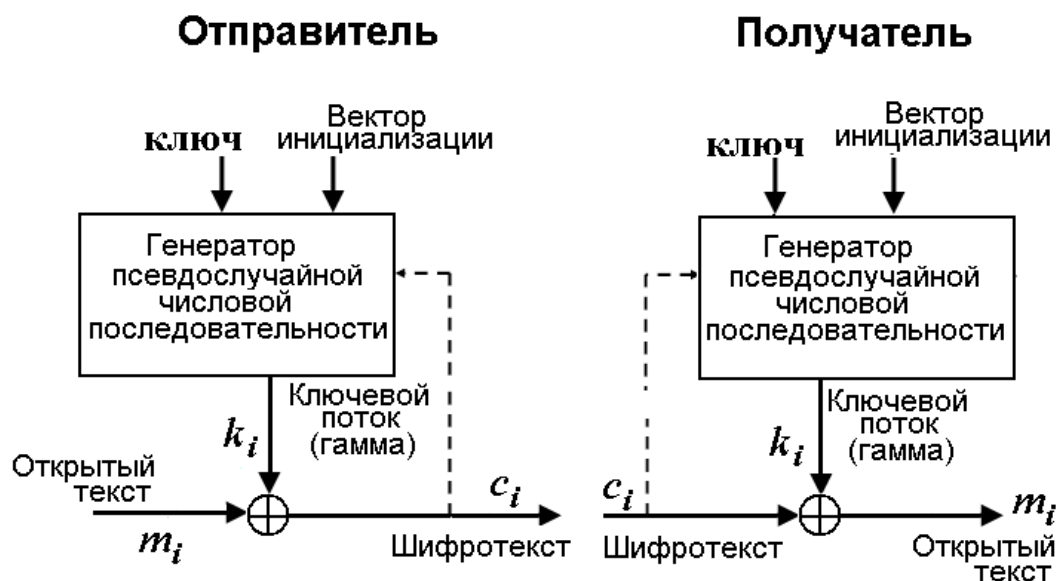 Отправитель
ключ
Вектор
инициализации
Генератор
псевдослучайной
числовой
последовательности
Ключевой
поток
(гамма)
k_i
Открытый
текст
m_i
c_i
Шифротекст
Получатель
ключ
Вектор
инициализации
Генератор
псевдослучайной
числовой
последовательности
Ключевой
поток
(гамма)
k_i
c_i
Шифротекст
m_i
Открытый
текст